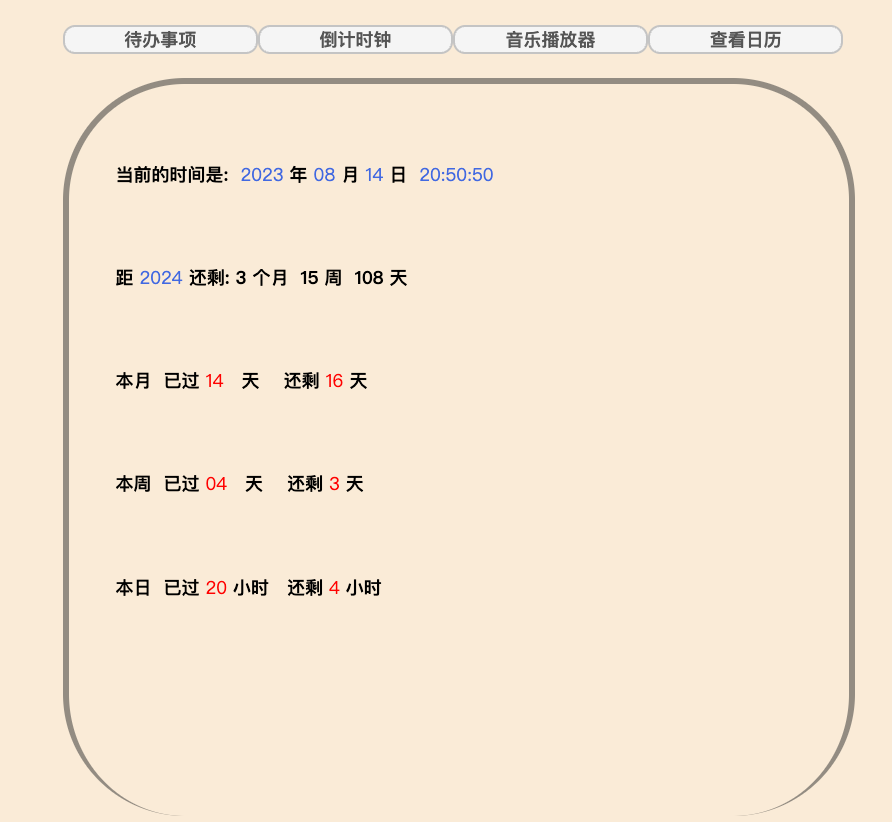 待办事项 倒计时钟 音乐播放器 查看日历
当前的时间是: 2023 年 08 月 14 日 20:50:50
距 2024 还剩: 3 个月 15 周 108 天
本月 已过 14 天 还剩 16 天
本周 已过 04 天 还剩 3 天
本日 已过 20 小时 还剩 4 小时